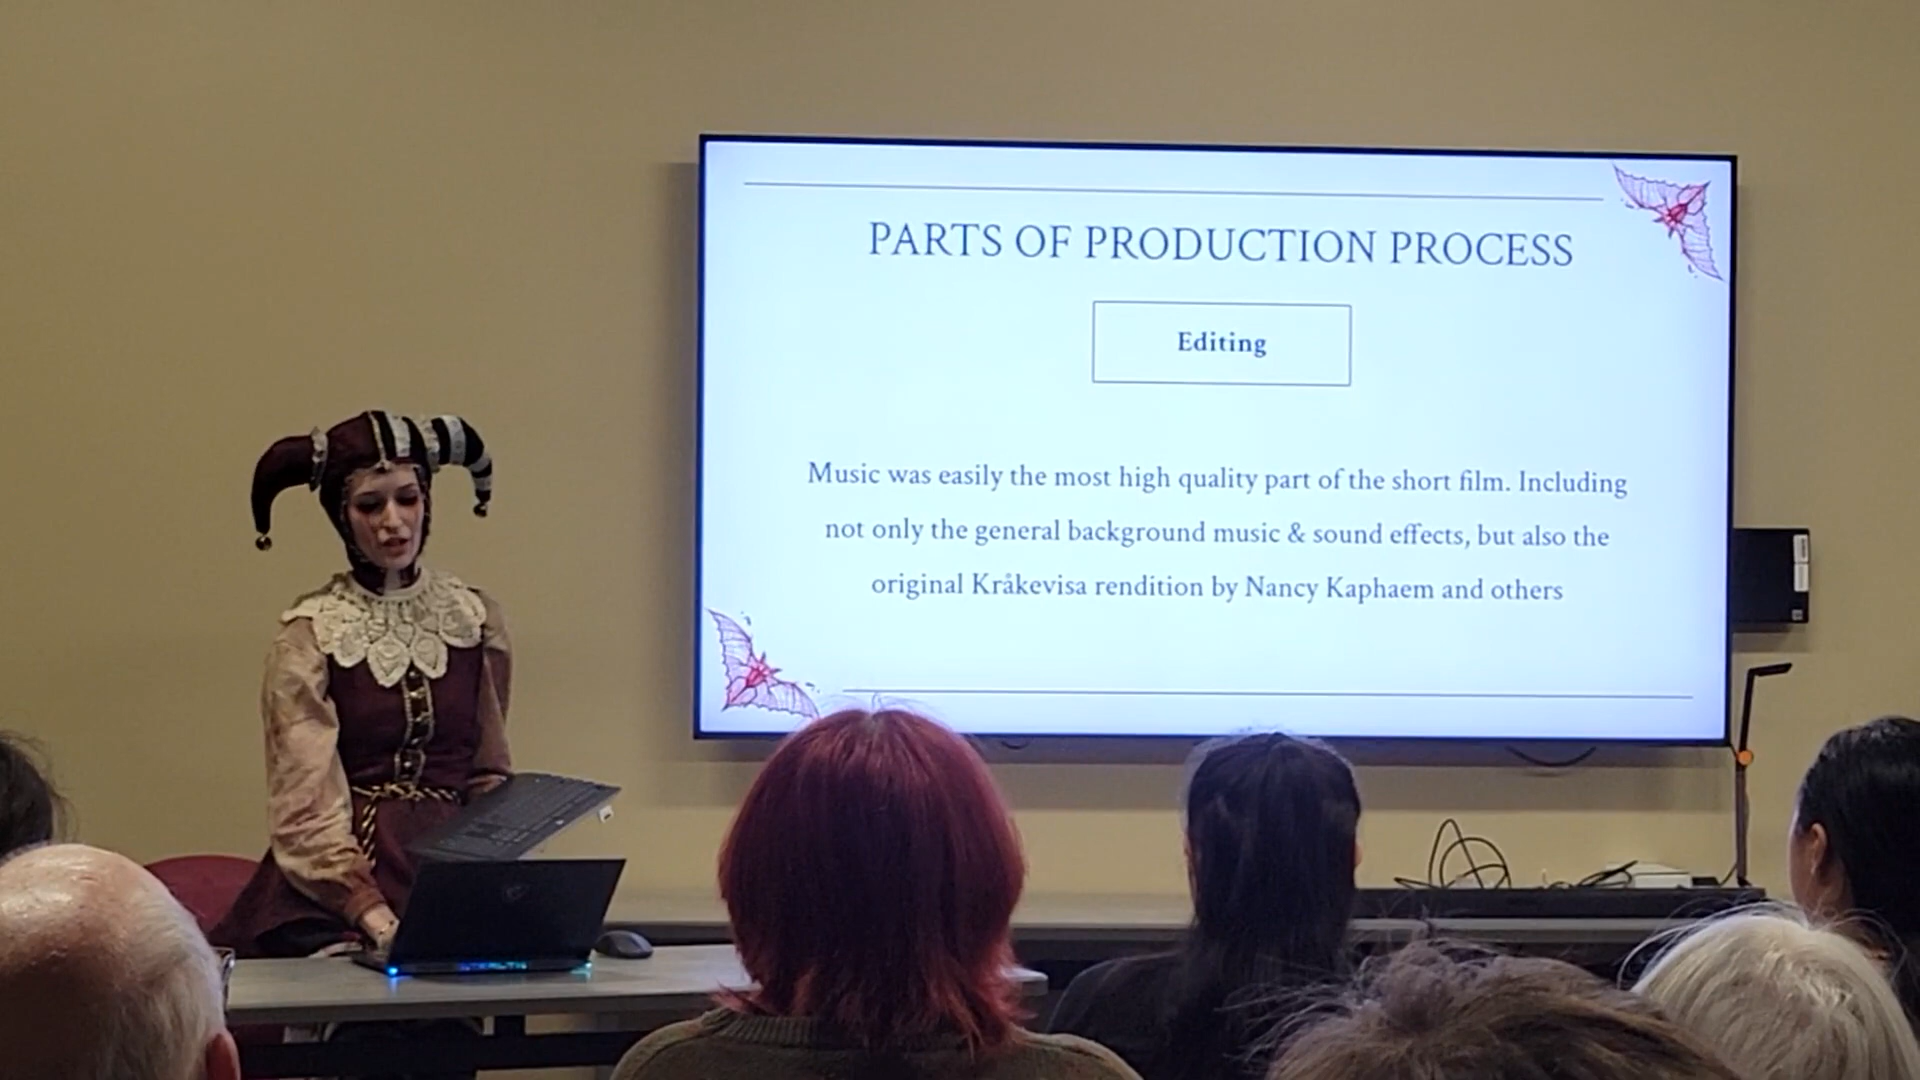 PARTS OF PRODUCTION PROCESS
Editing
Music was easily the most high quality part of the short film. Including
not only the general background music & sound effects, but also the
original Kråkevisa rendition by Nancy Kaphaem and others